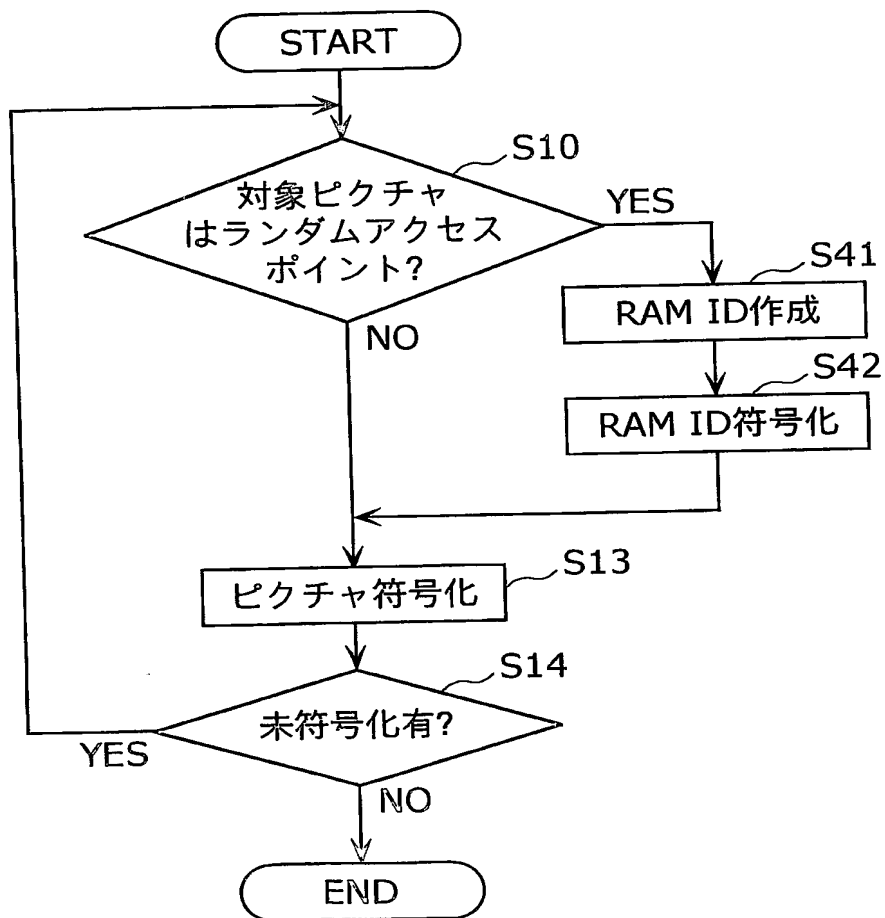 START
S10
対象ピクチャ
はランダムアクセス
ポイント?
YES
S41
RAM ID作成
NO
S42
RAM ID符号化
S13
ピクチャ符号化
S14
未符号化有?
YES
NO
END